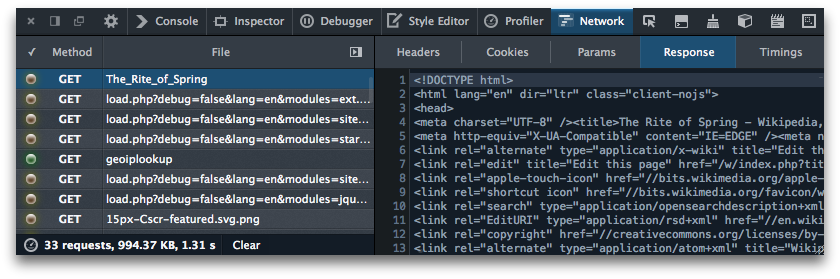 Console Inspector Debugger Style Editor Profiler Network
✓ Method File
Headers Cookies Params Response Timings
GET The_Rite_of_Spring
GET load.php?debug=false&lang=en&modules=ext....
GET load.php?debug=false&lang=en&modules=site...
GET load.php?debug=false&lang=en&modules=star...
GET geoiplookup
GET load.php?debug=false&lang=en&modules=site...
GET load.php?debug=false&lang=en&modules=jqu...
GET 15px-Cscr-featured.svg.png
33 requests, 994.37 KB, 1.31 s Clear
1 <!DOCTYPE html>
2 <html lang="en" dir="ltr" class="client-nojs">
3 <head>
4 <meta charset="UTF-8" /><title>The Rite of Spring - Wikipedia,
5 <meta http-equiv="X-UA-Compatible" content="IE=EDGE" /><meta n
6 <link rel="alternate" type="application/x-wiki" title="Edit th
7 <link rel="edit" title="Edit this page" href="/w/index.php?tit
8 <link rel="apple-touch-icon" href="//bits.wikimedia.org/apple-
9 <link rel="shortcut icon" href="//bits.wikimedia.org/favicon/w
10 <link rel="search" type="application/opensearchdescription+xml
11 <link rel="EditURI" type="application/rsd+xml" href="//en.wiki
12 <link rel="copyright" href="//creativecommons.org/licenses/by-
13 <link rel="alternate" type="application/atom+xml" title="Wikip